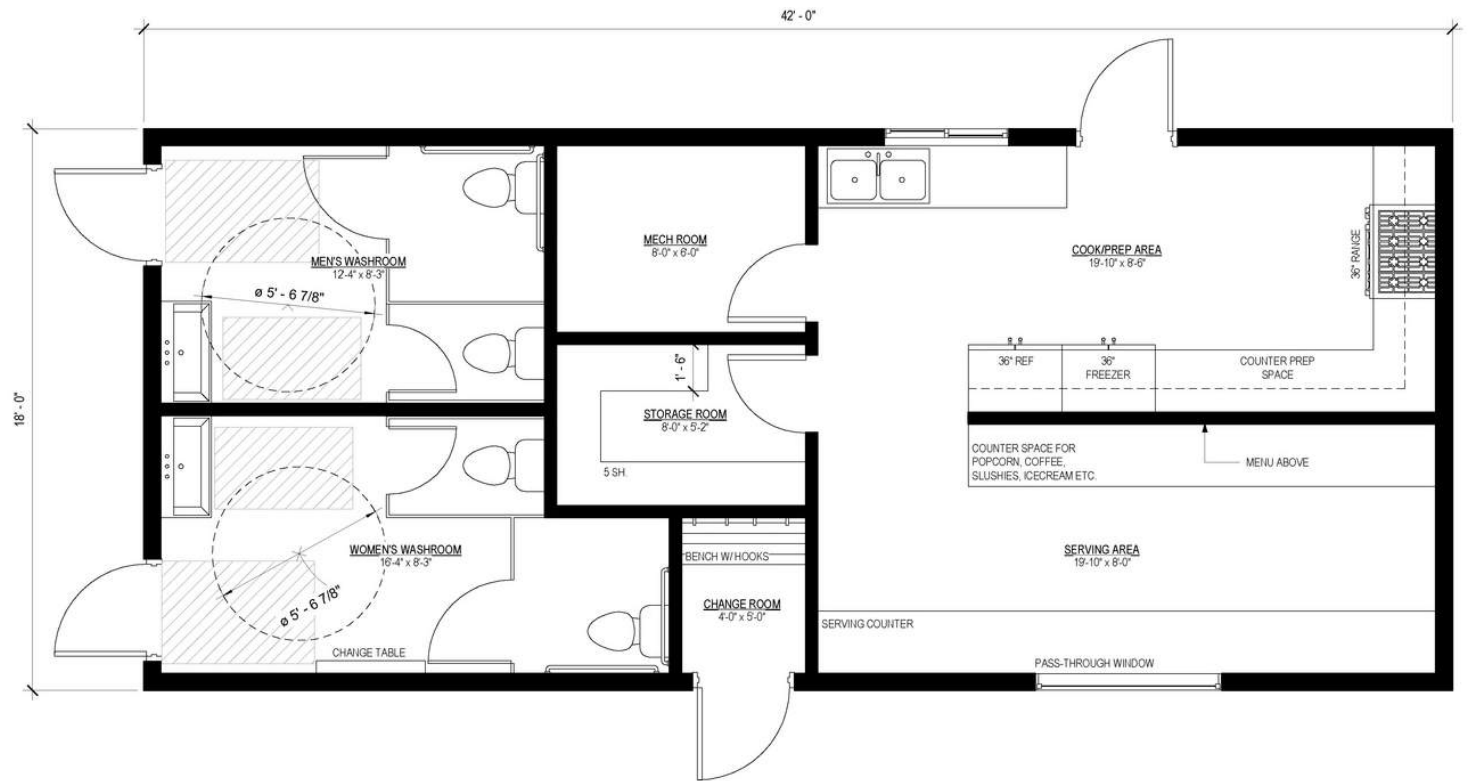 42' - 0"
18' - 0"
MEN'S WASHROOM
12'-4" x 8'-3"
ø 5' - 6 7/8"
MECH ROOM
8'-0" x 6'-0"
COOK/PREP AREA
19'-10" x 8'-6"
36" RANGE
36" REF
36"
FREEZER
COUNTER PREP
SPACE
1' - 6"
STORAGE ROOM
8'-0" x 5'-2"
5 SH.
COUNTER SPACE FOR
POPCORN, COFFEE,
SLUSHIES, ICECREAM ETC.
MENU ABOVE
WOMEN'S WASHROOM
16'-4" x 8'-3"
ø 5' - 6 7/8"
CHANGE TABLE
BENCH W/ HOOKS
CHANGE ROOM
4'-0" x 5'-0"
SERVING AREA
19'-10" x 8'-0"
SERVING COUNTER
PASS-THROUGH WINDOW